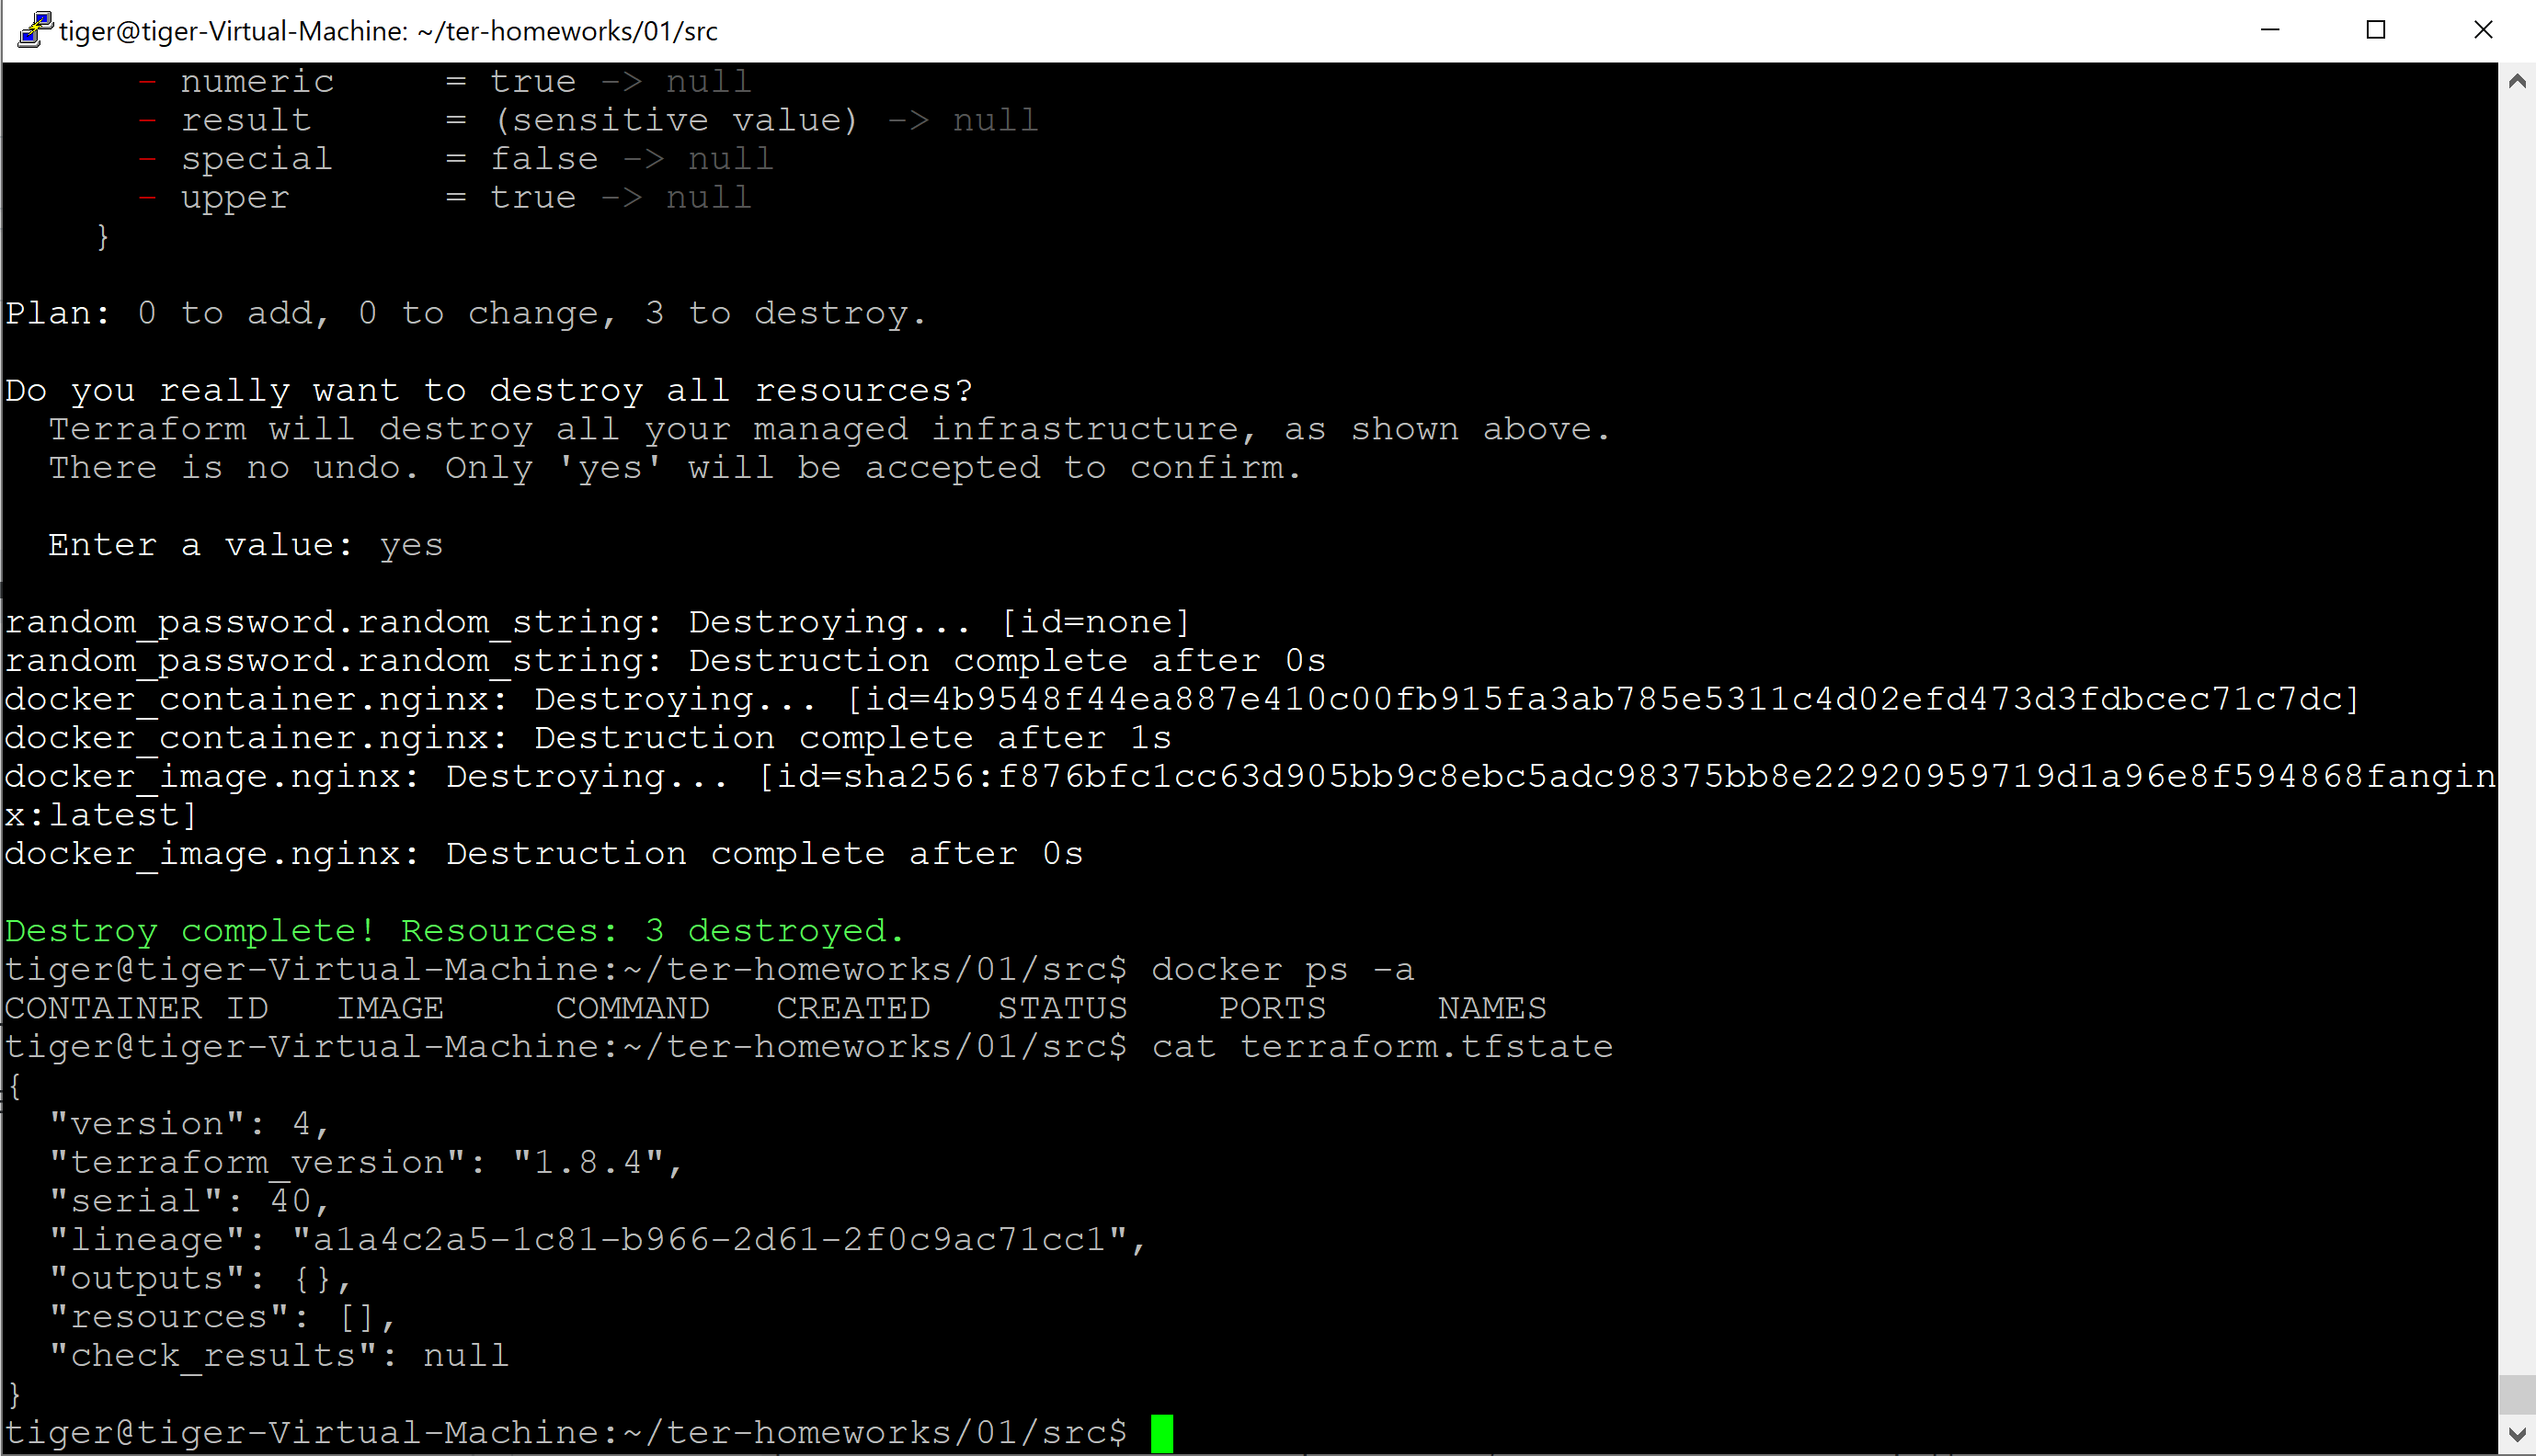 tiger@tiger-Virtual-Machine: ~/ter-homeworks/01/src
      - numeric     = true -> null
      - result      = (sensitive value) -> null
      - special     = false -> null
      - upper       = true -> null
    }
Plan: 0 to add, 0 to change, 3 to destroy.
Do you really want to destroy all resources?
  Terraform will destroy all your managed infrastructure, as shown above.
  There is no undo. Only 'yes' will be accepted to confirm.
  Enter a value: yes
random_password.random_string: Destroying... [id=none]
random_password.random_string: Destruction complete after 0s
docker_container.nginx: Destroying... [id=4b9548f44ea887e410c00fb915fa3ab785e5311c4d02efd473d3fdbcec71c7dc]
docker_container.nginx: Destruction complete after 1s
docker_image.nginx: Destroying... [id=sha256:f876bfc1cc63d905bb9c8ebc5adc98375bb8e22920959719d1a96e8f594868fangin
x:latest]
docker_image.nginx: Destruction complete after 0s
Destroy complete! Resources: 3 destroyed.
tiger@tiger-Virtual-Machine:~/ter-homeworks/01/src$ docker ps -a
CONTAINER ID   IMAGE     COMMAND   CREATED   STATUS    PORTS     NAMES
tiger@tiger-Virtual-Machine:~/ter-homeworks/01/src$ cat terraform.tfstate
{
  "version": 4,
  "terraform_version": "1.8.4",
  "serial": 40,
  "lineage": "a1a4c2a5-1c81-b966-2d61-2f0c9ac71cc1",
  "outputs": {},
  "resources": [],
  "check_results": null
}
tiger@tiger-Virtual-Machine:~/ter-homeworks/01/src$